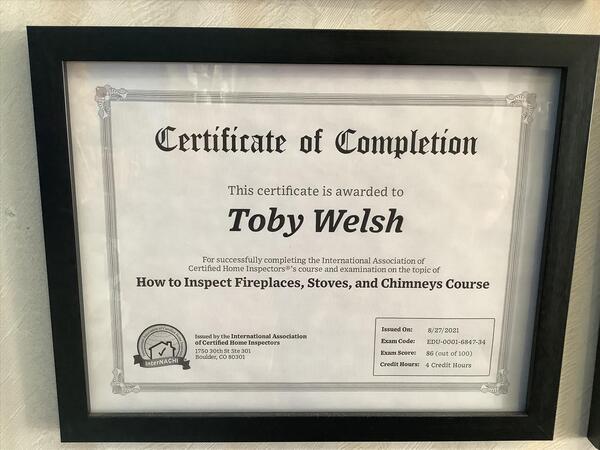 Certificate of Completion
This certificate is awarded to
Toby Welsh
For successfully completing the International Association of
Certified Home Inspectors®'s course and examination on the topic of
How to Inspect Fireplaces, Stoves, and Chimneys Course
InterNACHI
Issued by the International Association
of Certified Home Inspectors
1750 30th St Ste 301
Boulder, CO 80301
Issued On: 8/27/2021
Exam Code: EDU-0001-6847-34
Exam Score: 86 (out of 100)
Credit Hours: 4 Credit Hours